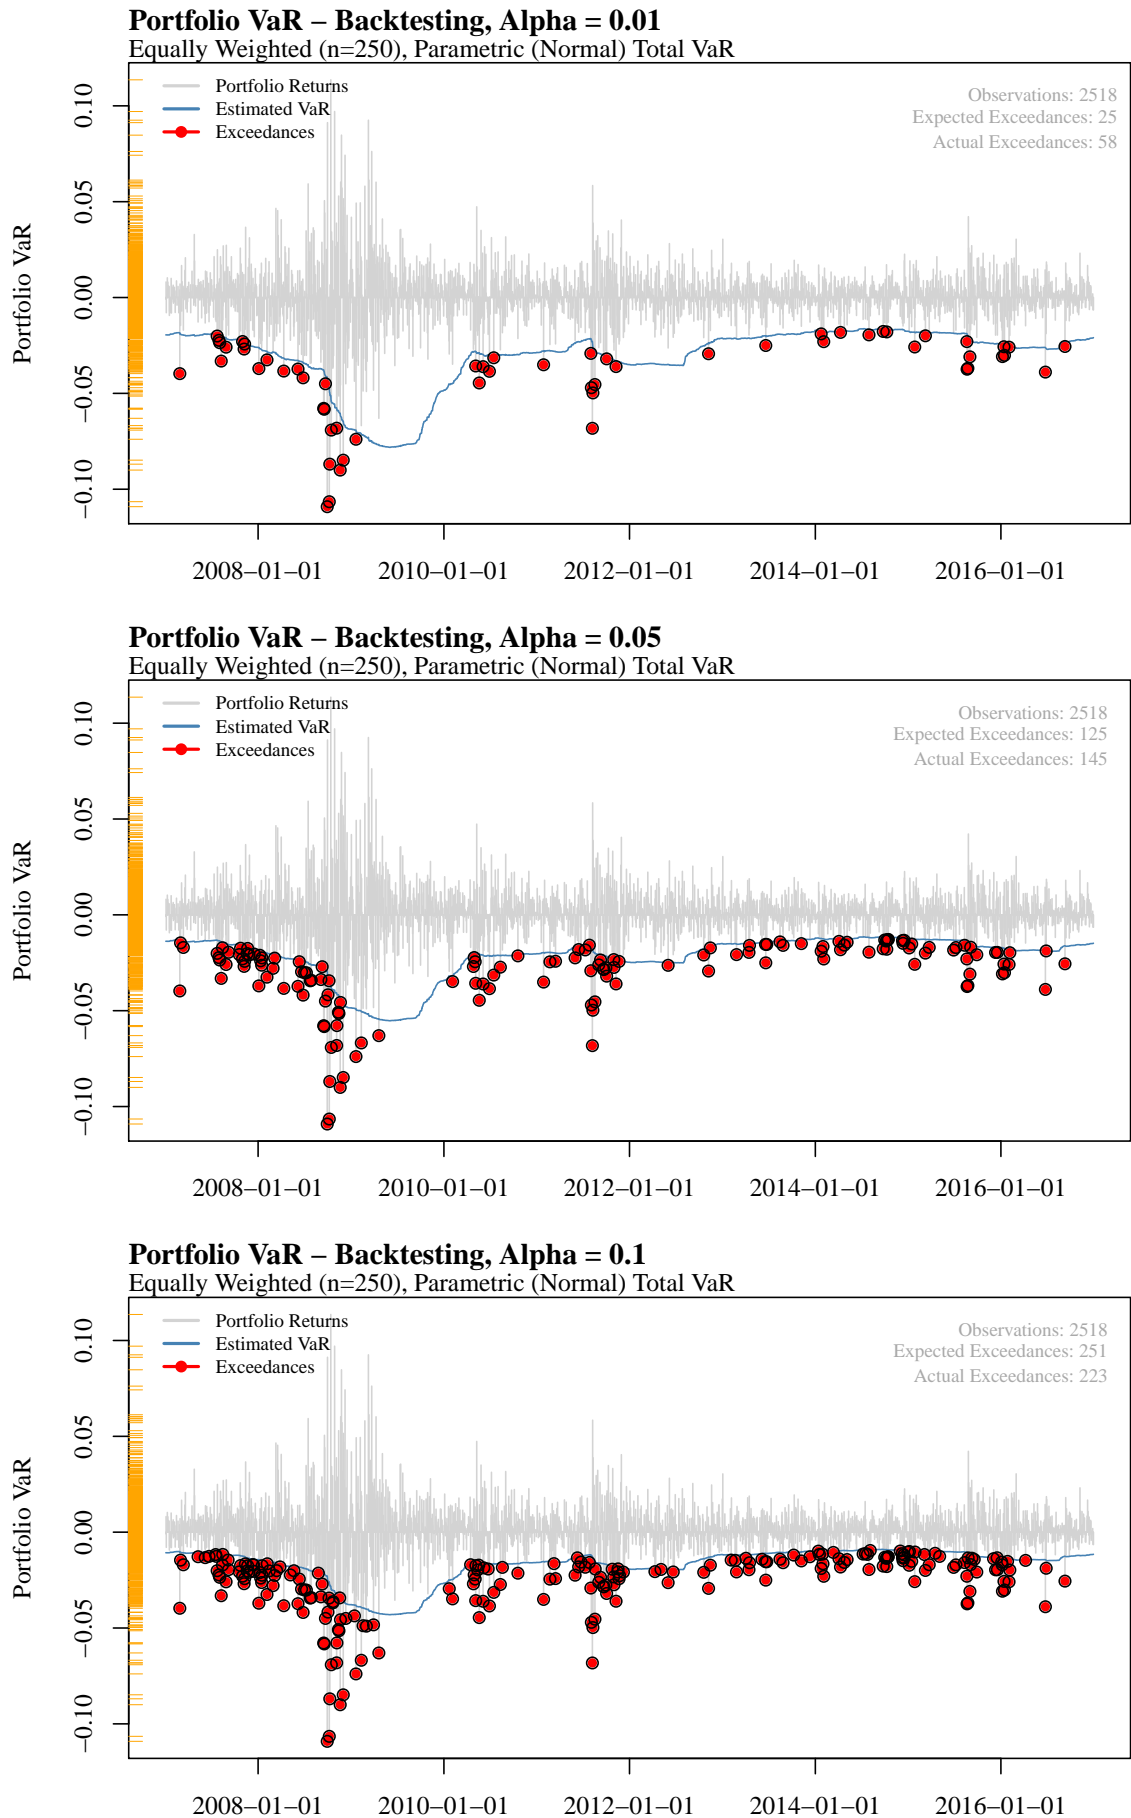 Portfolio VaR – Backtesting, Alpha = 0.01
Equally Weighted (n=250), Parametric (Normal) Total VaR
Portfolio Returns
Estimated VaR
Exceedances
Observations: 2518
Expected Exceedances: 25
Actual Exceedances: 58
Portfolio VaR
0.10
0.05
0.00
−0.05
−0.10
2008−01−01 2010−01−01 2012−01−01 2014−01−01 2016−01−01
Portfolio VaR – Backtesting, Alpha = 0.05
Equally Weighted (n=250), Parametric (Normal) Total VaR
Portfolio Returns
Estimated VaR
Exceedances
Observations: 2518
Expected Exceedances: 125
Actual Exceedances: 145
Portfolio VaR
0.10
0.05
0.00
−0.05
−0.10
2008−01−01 2010−01−01 2012−01−01 2014−01−01 2016−01−01
Portfolio VaR – Backtesting, Alpha = 0.1
Equally Weighted (n=250), Parametric (Normal) Total VaR
Portfolio Returns
Estimated VaR
Exceedances
Observations: 2518
Expected Exceedances: 251
Actual Exceedances: 223
Portfolio VaR
0.10
0.05
0.00
−0.05
−0.10
2008−01−01 2010−01−01 2012−01−01 2014−01−01 2016−01−01